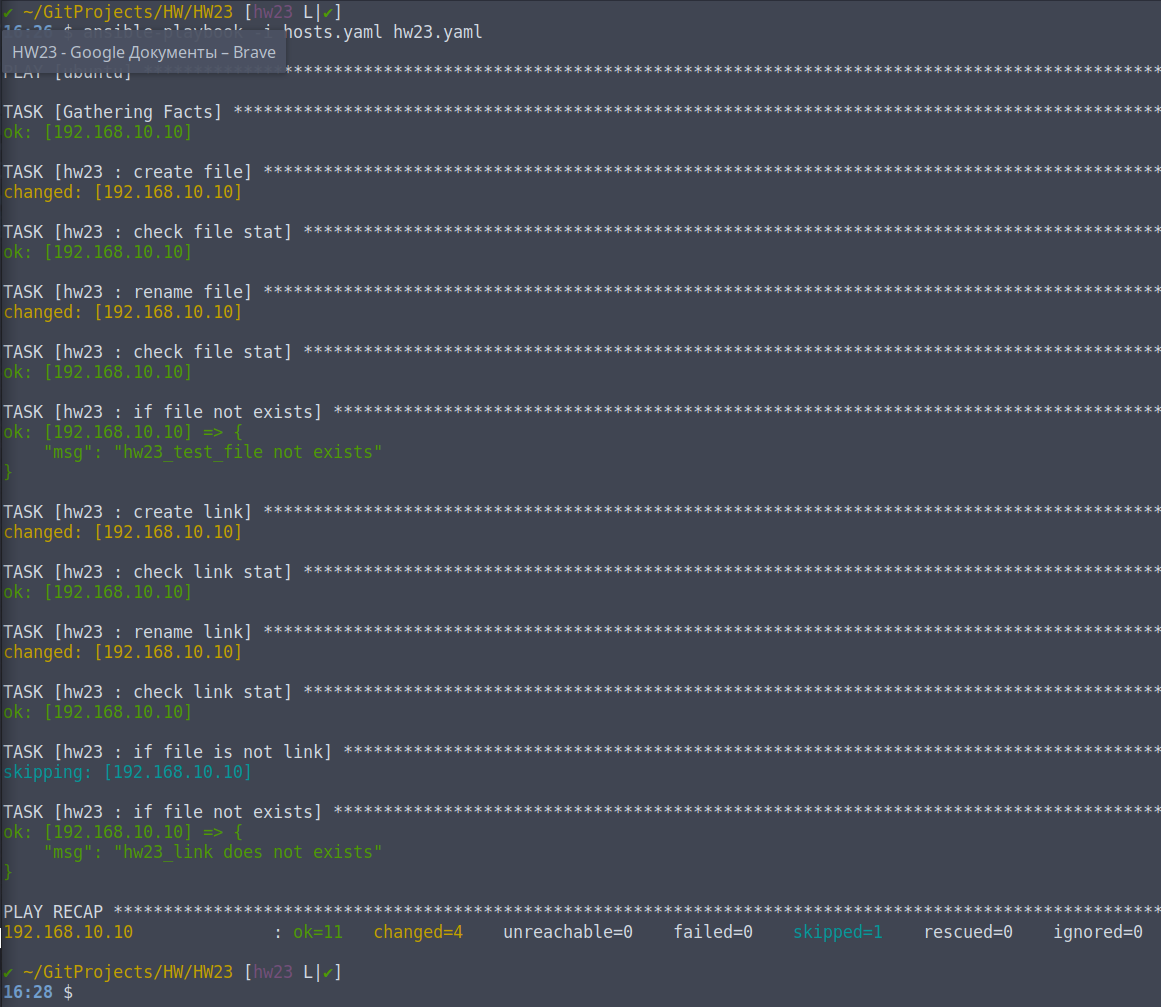 ✔ ~/GitProjects/HW/HW23 [hw23 L|✔]
16:26 $ ansible-playbook -i hosts.yaml hw23.yaml
HW23 - Google Документы – Brave
PLAY [ubuntu] ***************************************************************************************
TASK [Gathering Facts] *********************************************************************************************
ok: [192.168.10.10]
TASK [hw23 : create file] ******************************************************************************************
changed: [192.168.10.10]
TASK [hw23 : check file stat] **************************************************************************************
ok: [192.168.10.10]
TASK [hw23 : rename file] ******************************************************************************************
changed: [192.168.10.10]
TASK [hw23 : check file stat] **************************************************************************************
ok: [192.168.10.10]
TASK [hw23 : if file not exists] ***********************************************************************************
ok: [192.168.10.10] => {
    "msg": "hw23_test_file not exists"
}
TASK [hw23 : create link] ******************************************************************************************
changed: [192.168.10.10]
TASK [hw23 : check link stat] **************************************************************************************
ok: [192.168.10.10]
TASK [hw23 : rename link] ******************************************************************************************
changed: [192.168.10.10]
TASK [hw23 : check link stat] **************************************************************************************
ok: [192.168.10.10]
TASK [hw23 : if file is not link] **********************************************************************************
skipping: [192.168.10.10]
TASK [hw23 : if file not exists] ***********************************************************************************
ok: [192.168.10.10] => {
    "msg": "hw23_link does not exists"
}
PLAY RECAP *********************************************************************************************************
192.168.10.10              : ok=11   changed=4    unreachable=0    failed=0    skipped=1    rescued=0    ignored=0
✔ ~/GitProjects/HW/HW23 [hw23 L|✔]
16:28 $